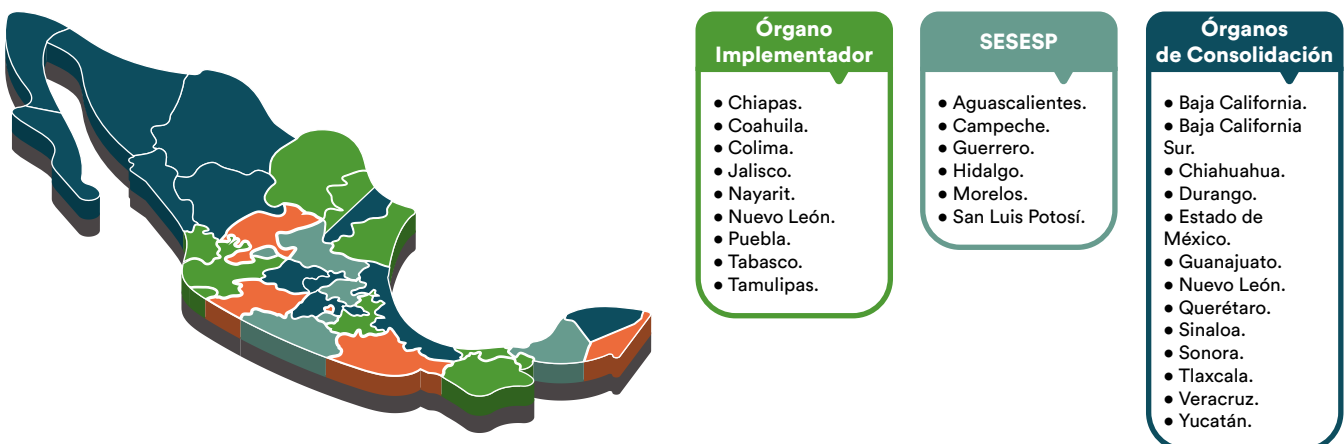 Órgano
Implementador
• Chiapas.
• Coahuila.
• Colima.
• Jalisco.
• Nayarit.
• Nuevo León.
• Puebla.
• Tabasco.
• Tamulipas.
SESESP
• Aguascalientes.
• Campeche.
• Guerrero.
• Hidalgo.
• Morelos.
• San Luis Potosí.
Órganos
de Consolidación
• Baja California.
• Baja California
Sur.
• Chiahuahua.
• Durango.
• Estado de
México.
• Guanajuato.
• Nuevo León.
• Querétaro.
• Sinaloa.
• Sonora.
• Tlaxcala.
• Veracruz.
• Yucatán.